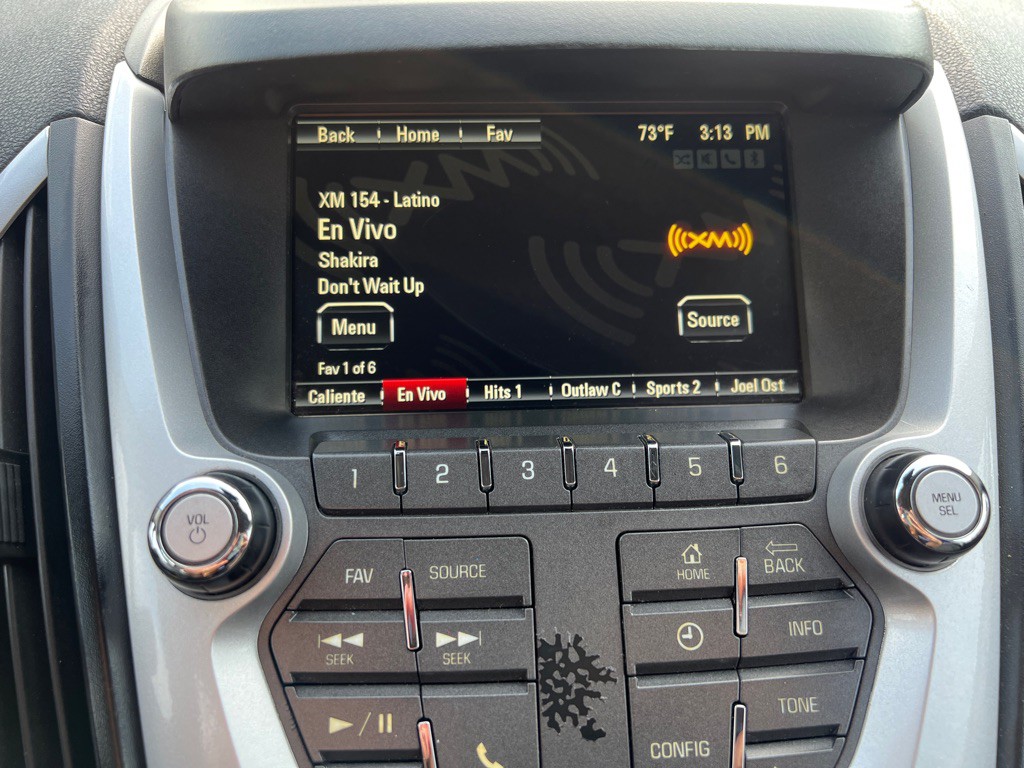 Back Home Fav 73°F 3:13 PM
XM 154 - Latino
En Vivo
XM
Shakira
Don't Wait Up
Menu
Source
Fav 1 of 6
Caliente En Vivo Hits 1 Outlaw C Sports 2 Joel Ost
1 2 3 4 5 6
VOL
MENU
SEL
FAV SOURCE
HOME
BACK
SEEK
SEEK
INFO
TONE
CONFIG